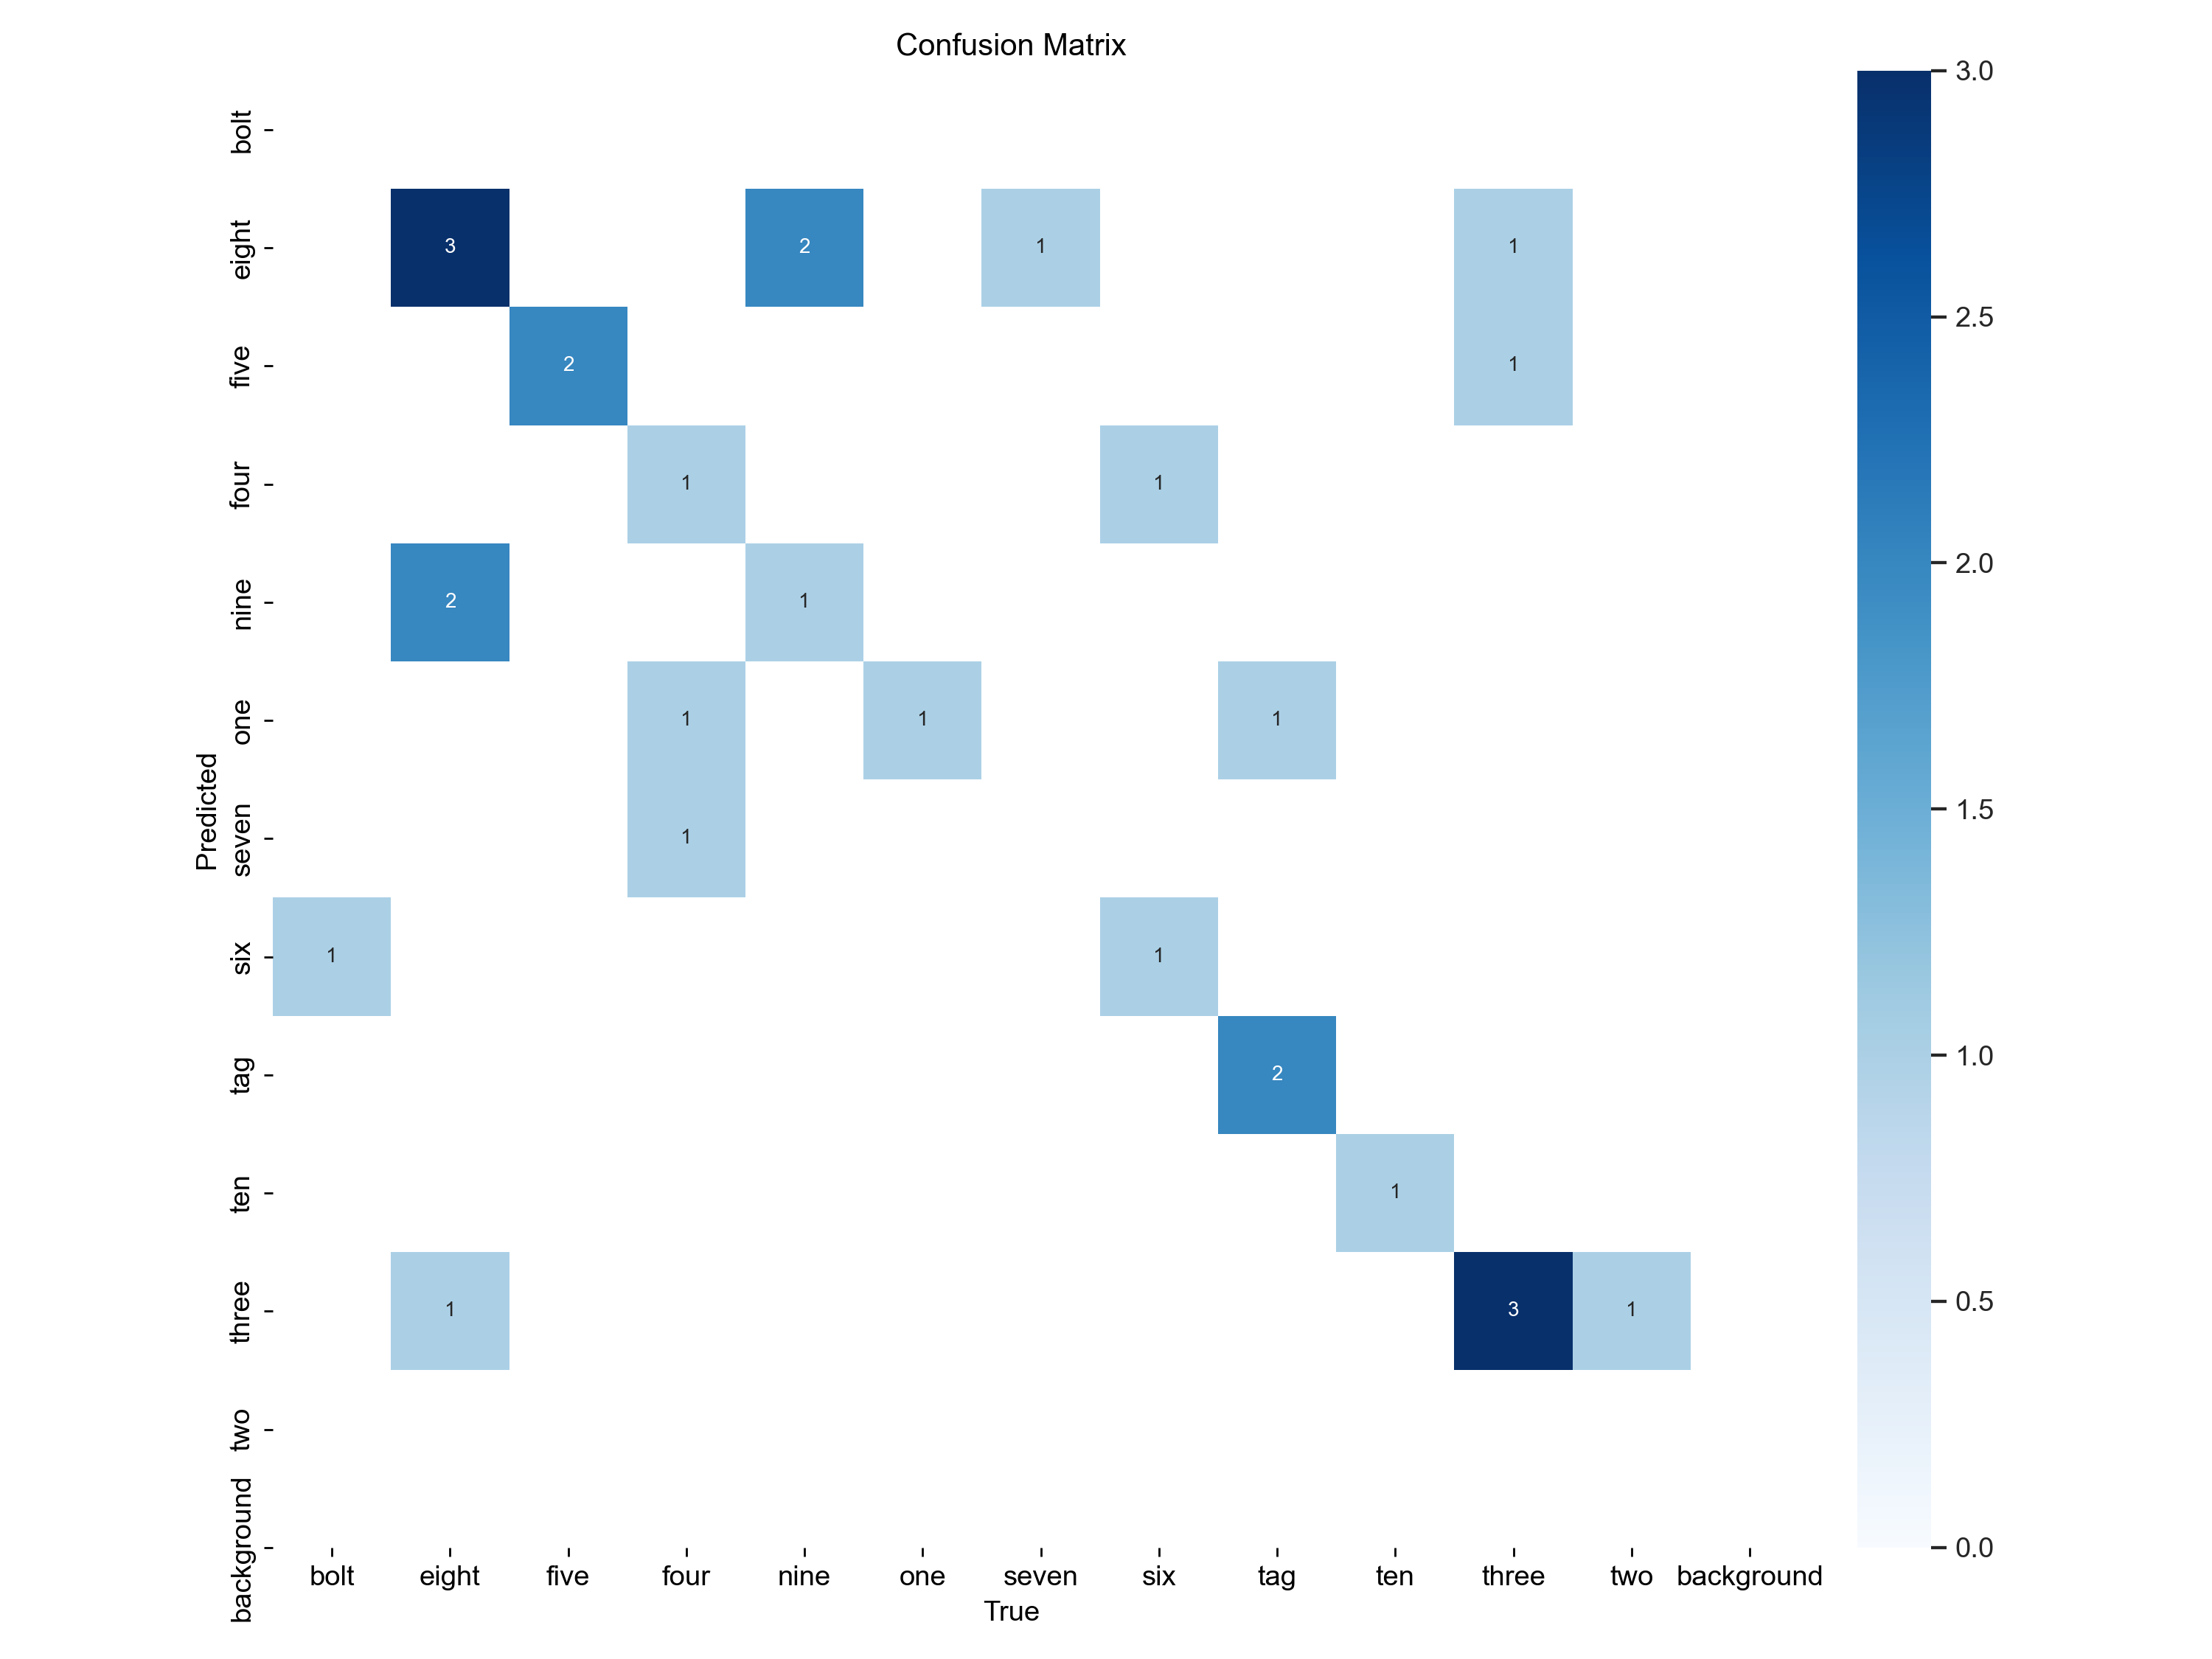 Confusion Matrix
bolt
eight
3 2 1 1
five
2 1
four
1 1
nine
2 1
one
1 1 1
seven
1
six
1 1
tag
2
ten
1
three
1 3 1
two
background
Predicted
bolt eight five four nine one seven six tag ten three two background
True
3.0
2.5
2.0
1.5
1.0
0.5
0.0